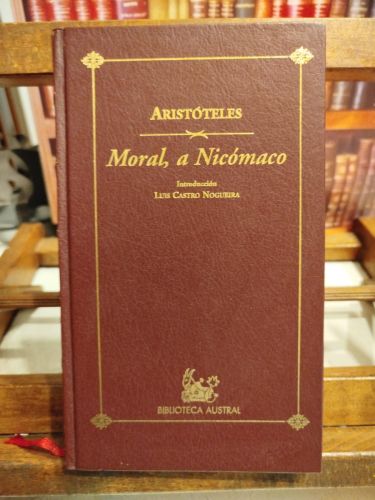 ARISTÓTELES
Moral, a Nicómaco
Introducción
LUIS CASTRO NOGUEIRA
BIBLIOTECA AUSTRAL